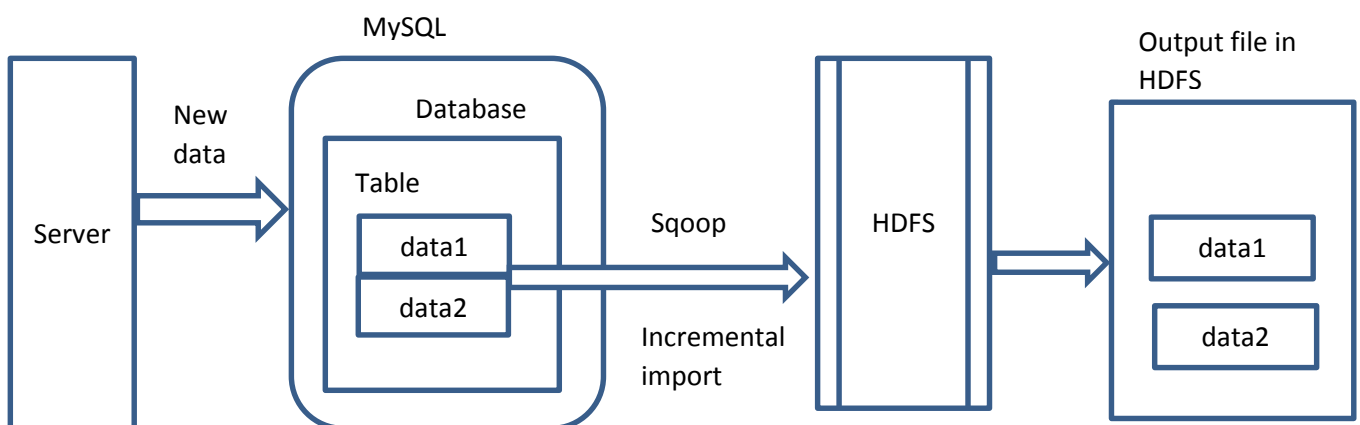 MySQL
Output file in
HDFS
New
data
Database
Table
Server
data1
data2
Sqoop
Incremental
import
HDFS
data1
data2